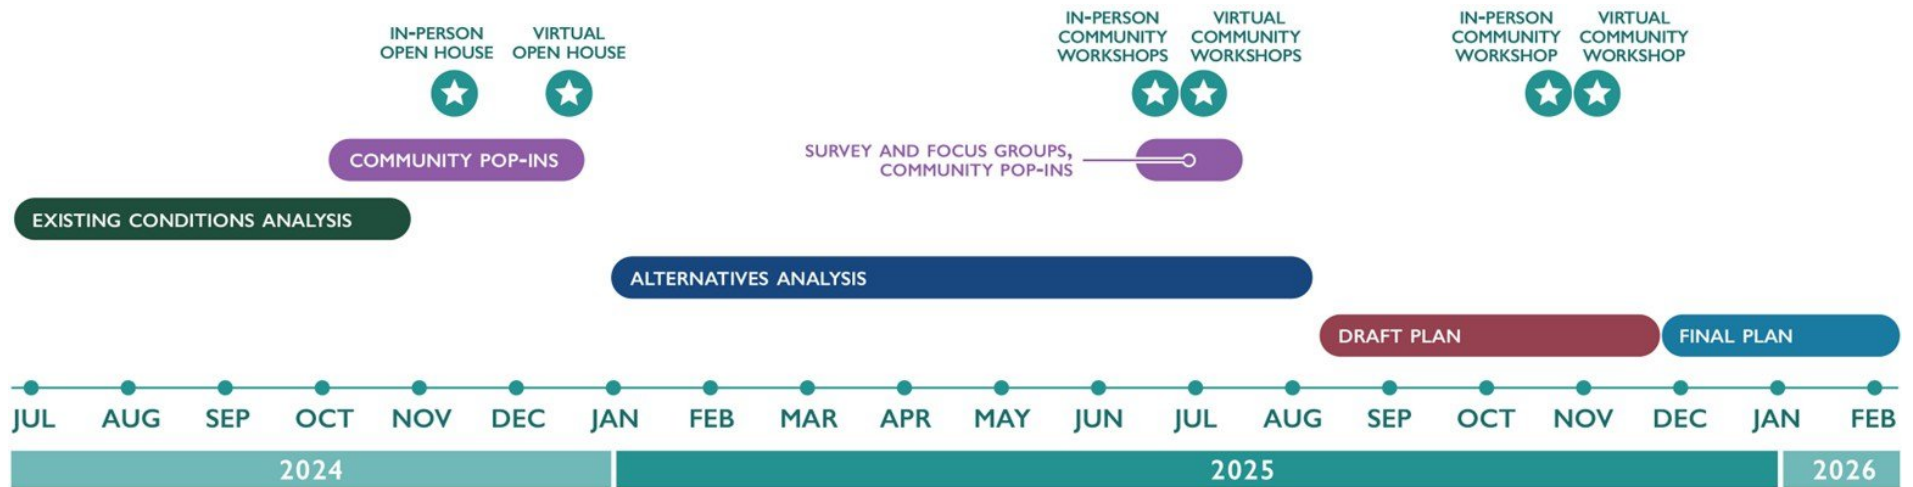 IN-PERSON
OPEN HOUSE
VIRTUAL
OPEN HOUSE
IN-PERSON
COMMUNITY
WORKSHOPS
VIRTUAL
COMMUNITY
WORKSHOPS
IN-PERSON
COMMUNITY
WORKSHOP
VIRTUAL
COMMUNITY
WORKSHOP
COMMUNITY POP-INS
SURVEY AND FOCUS GROUPS,
COMMUNITY POP-INS
EXISTING CONDITIONS ANALYSIS
ALTERNATIVES ANALYSIS
DRAFT PLAN
FINAL PLAN
JUL AUG SEP OCT NOV DEC JAN FEB MAR APR MAY JUN JUL AUG SEP OCT NOV DEC JAN FEB
2024 2025 2026